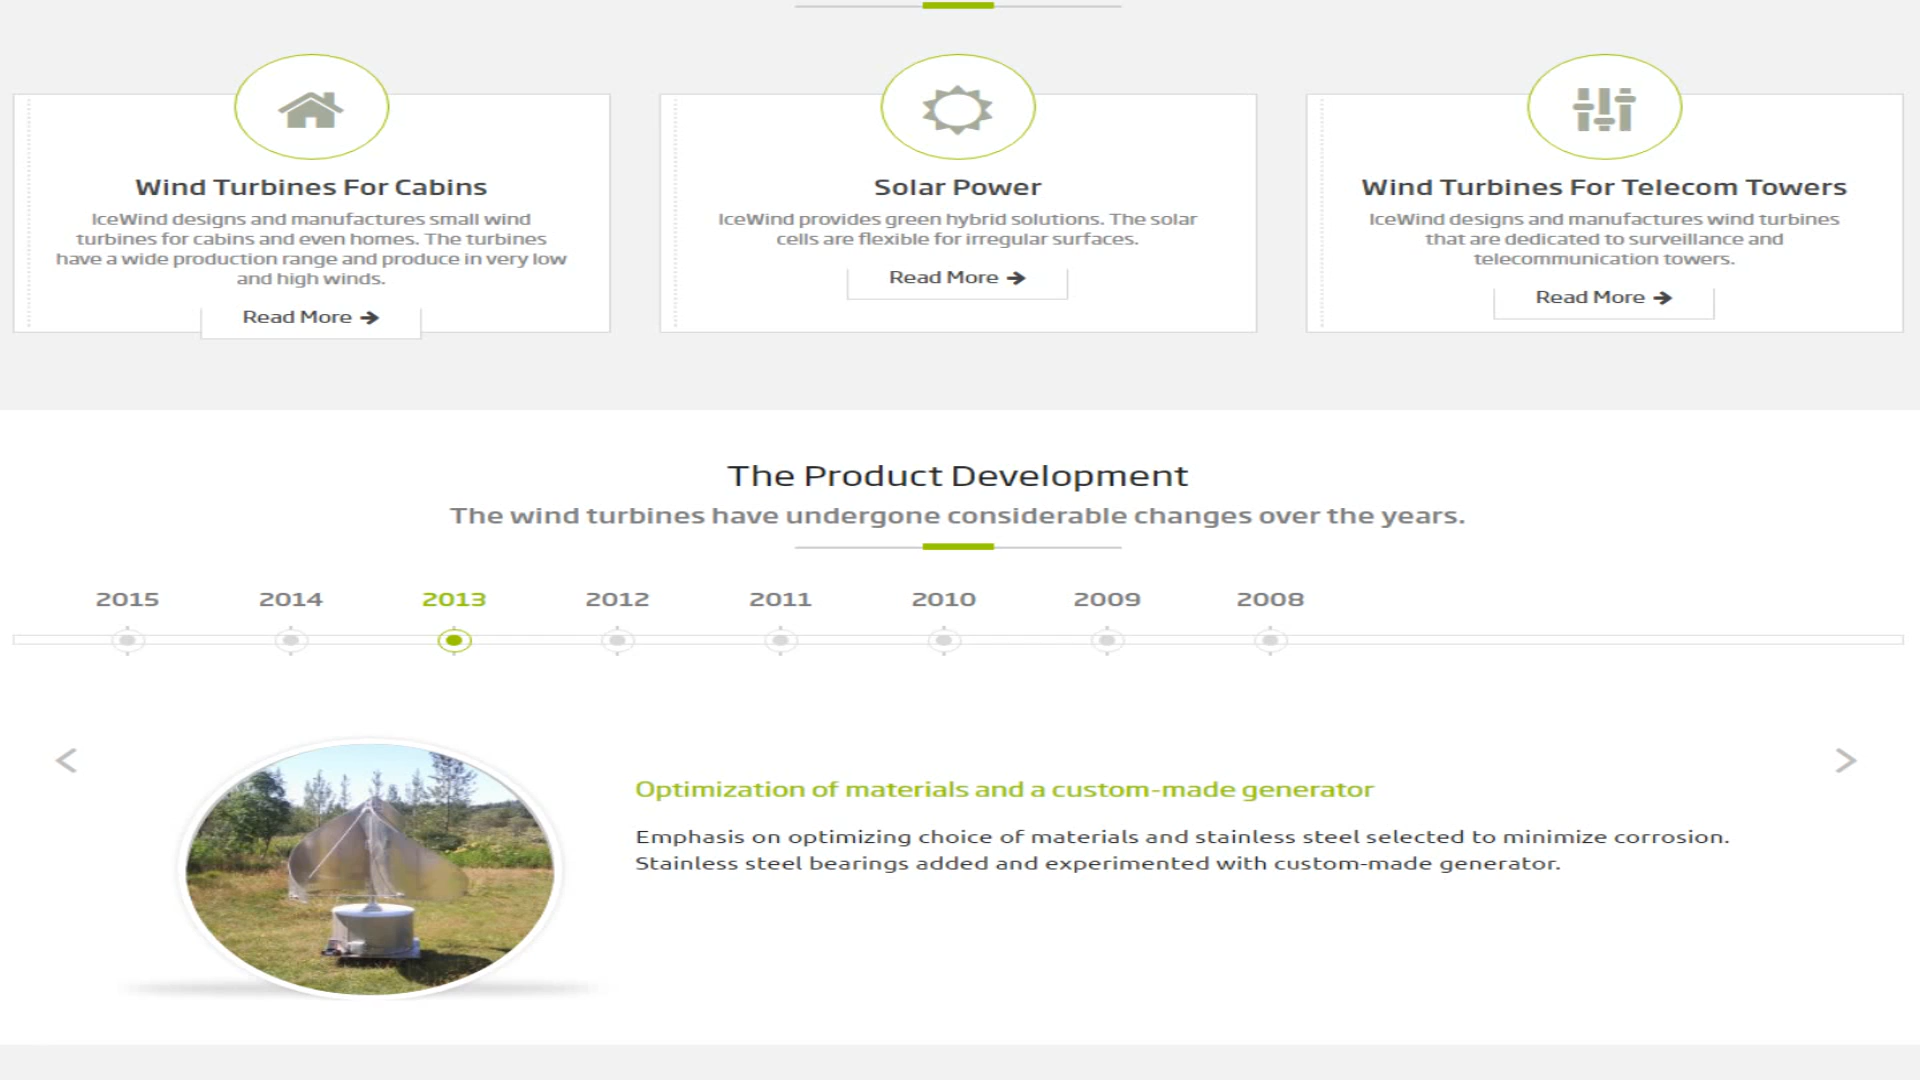 Wind Turbines For Cabins
IceWind designs and manufactures small wind
turbines for cabins and even homes. The turbines
have a wide production range and produce in very low
and high winds.
Read More
Solar Power
IceWind provides green hybrid solutions. The solar
cells are flexible for irregular surfaces.
Read More
Wind Turbines For Telecom Towers
IceWind designs and manufactures wind turbines
that are dedicated to surveillance and
telecommunication towers.
Read More
The Product Development
The wind turbines have undergone considerable changes over the years.
2015 2014 2013 2012 2011 2010 2009 2008
Optimization of materials and a custom-made generator
Emphasis on optimizing choice of materials and stainless steel selected to minimize corrosion.
Stainless steel bearings added and experimented with custom-made generator.